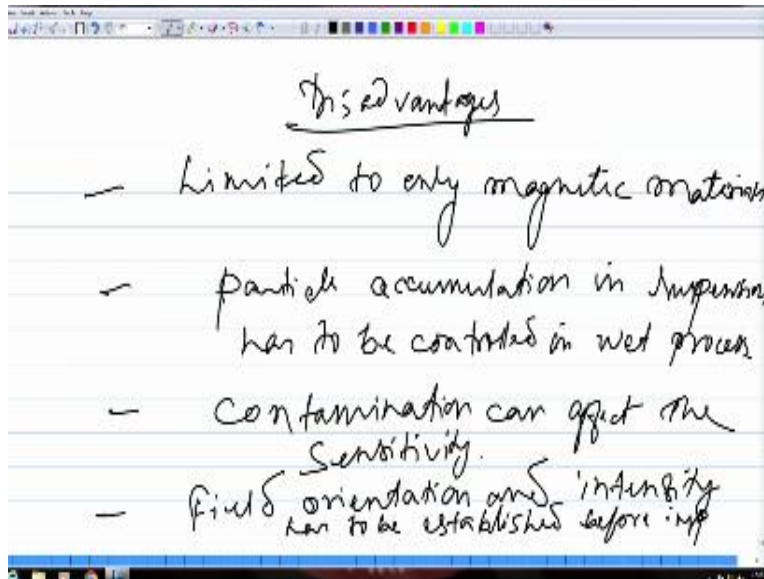 Disadvantages
— Limited to only magnetic materials
— particle accumulation in suspension
has to be controlled in wet process
— Contamination can affect the
Sensitivity.
— Field orientation and intensity
has to be established before insp